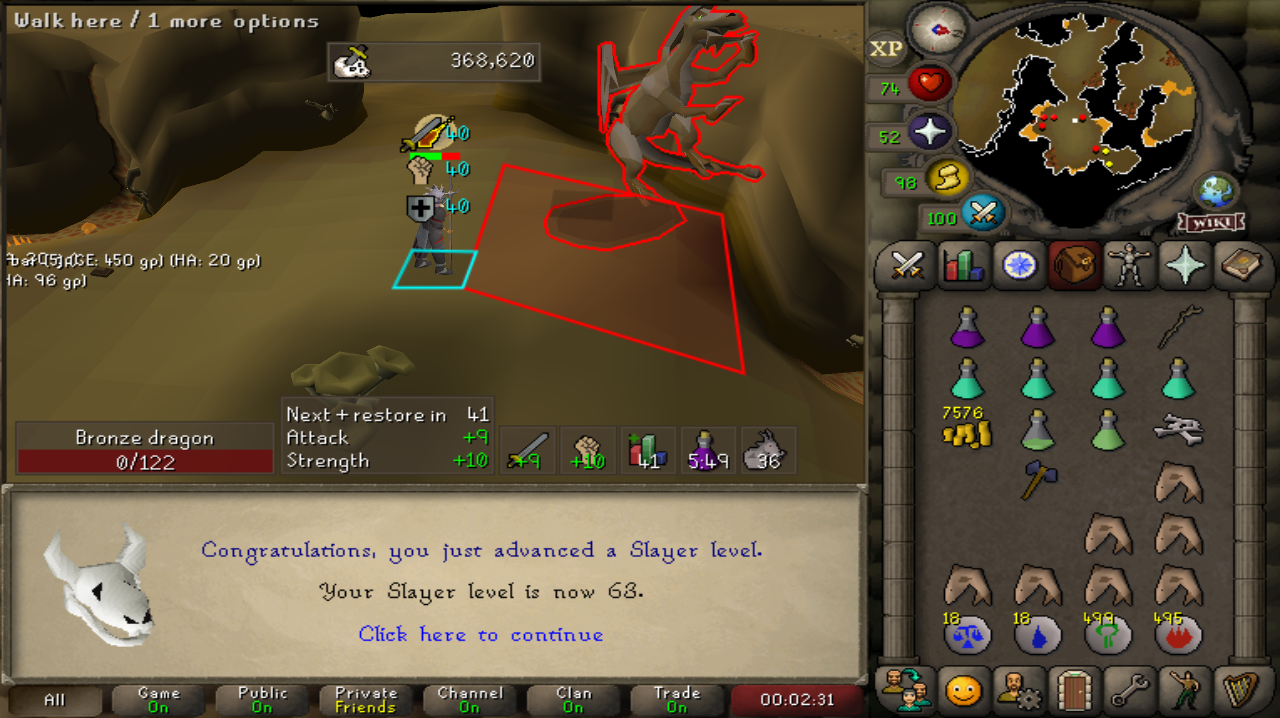 Walk here / 1 more options
368,620
XP
40
74
40
52
40
98
100
WIKI
(GE: 450 gp) (HA: 20 gp)
HA: 96 gp)
7576
Next + restore in 41
Attack +9
Strength +10
Bronze dragon
0/122
+9
+10
41
5:49
36
Congratulations, you just advanced a Slayer level.
Your Slayer level is now 63.
Click here to continue
18
18
499
495
All
Game
On
Public
On
Private
Friends
Channel
On
Clan
On
Trade
On
00:02:31